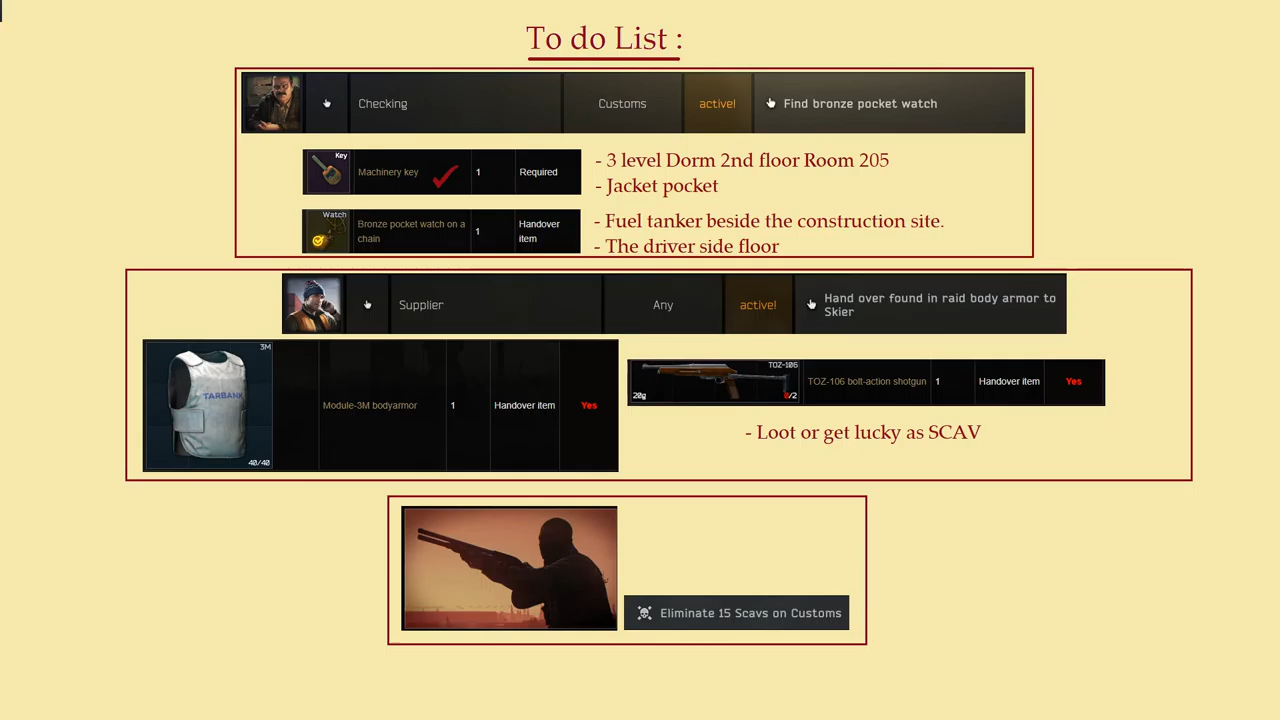 To do List :
Checking
Customs
active!
Find bronze pocket watch
Key
Machinery key
1
Required
- 3 level Dorm 2nd floor Room 205
- Jacket pocket
Watch
Bronze pocket watch on a
chain
1
Handover
item
- Fuel tanker beside the construction site.
- The driver side floor
Supplier
Any
active!
Hand over found in raid body armor to
Skier
3M
TARBANK
40/40
Module-3M bodyarmor
1
Handover item
Yes
TOZ-106
20g
0/2
TOZ-106 bolt-action shotgun
1
Handover item
Yes
- Loot or get lucky as SCAV
Eliminate 15 Scavs on Customs